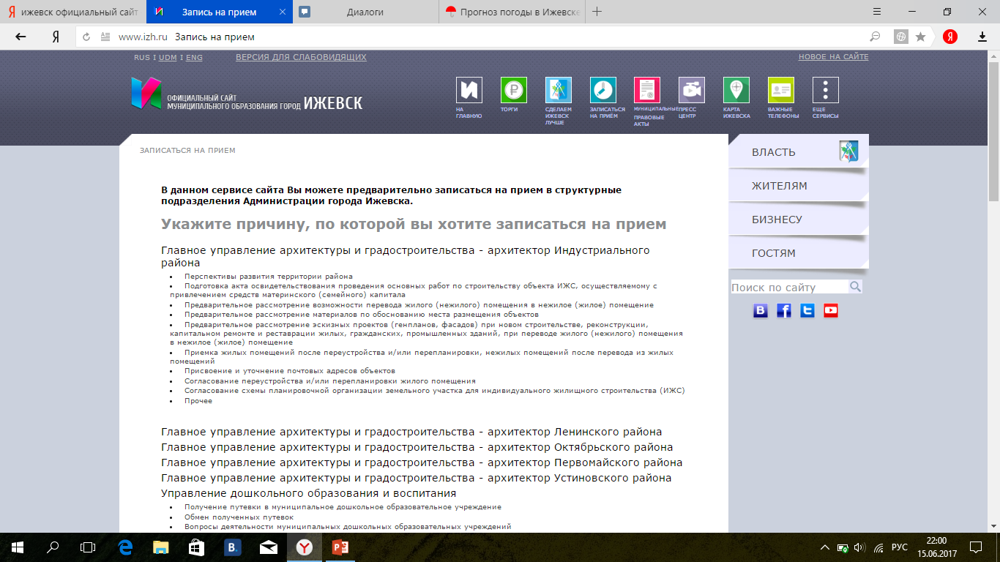 ижевск официальный сайт
Запись на прием
Диалоги
Прогноз погоды в Ижевске
www.izh.ru Запись на прием
RUS I UDM I ENG
ВЕРСИЯ ДЛЯ СЛАБОВИДЯЩИХ
НОВОЕ НА САЙТЕ
ОФИЦИАЛЬНЫЙ САЙТ
МУНИЦИПАЛЬНОГО ОБРАЗОВАНИЯ ГОРОД ИЖЕВСК
НА
ГЛАВНУЮ
ТОРГИ
СДЕЛАЕМ
ИЖЕВСК
ЛУЧШЕ
ЗАПИСАТЬСЯ
НА ПРИЁМ
МУНИЦИПАЛЬНЫЕ
ПРАВОВЫЕ
АКТЫ
ПРЕСС
ЦЕНТР
КАРТА
ИЖЕВСКА
ВАЖНЫЕ
ТЕЛЕФОНЫ
ЕЩЕ
СЕРВИСЫ
ЗАПИСАТЬСЯ НА ПРИЕМ
В данном сервисе сайта Вы можете предварительно записаться на прием в структурные
подразделения Администрации города Ижевска.
Укажите причину, по которой вы хотите записаться на прием
Главное управление архитектуры и градостроительства - архитектор Индустриального
района
• Перспективы развития территории района
• Подготовка акта освидетельствования проведения основных работ по строительству объекта ИЖС, осуществляемому с
привлечением средств материнского (семейного) капитала
• Предварительное рассмотрение возможности перевода жилого (нежилого) помещения в нежилое (жилое) помещение
• Предварительное рассмотрение материалов по обоснованию места размещения объектов
• Предварительное рассмотрение эскизных проектов (генпланов, фасадов) при новом строительстве, реконструкции,
капитальном ремонте и реставрации жилых, гражданских, промышленных зданий, при переводе жилого (нежилого) помещения
в нежилое (жилое) помещение
• Приемка жилых помещений после переустройства и/или перепланировки, нежилых помещений после перевода из жилых
помещений
• Присвоение и уточнение почтовых адресов объектов
• Согласование переустройства и/или перепланировки жилого помещения
• Согласование схемы планировочной организации земельного участка для индивидуального жилищного строительства (ИЖС)
• Прочее
Главное управление архитектуры и градостроительства - архитектор Ленинского района
Главное управление архитектуры и градостроительства - архитектор Октябрьского района
Главное управление архитектуры и градостроительства - архитектор Первомайского района
Главное управление архитектуры и градостроительства - архитектор Устиновского района
Управление дошкольного образования и воспитания
• Получение путевки в муниципальное дошкольное образовательное учреждение
• Обмен полученных путевок
• Вопросы деятельности муниципальных дошкольных образовательных учреждений
ВЛАСТЬ
ЖИТЕЛЯМ
БИЗНЕСУ
ГОСТЯМ
Поиск по сайту
РУС
22:00
15.06.2017